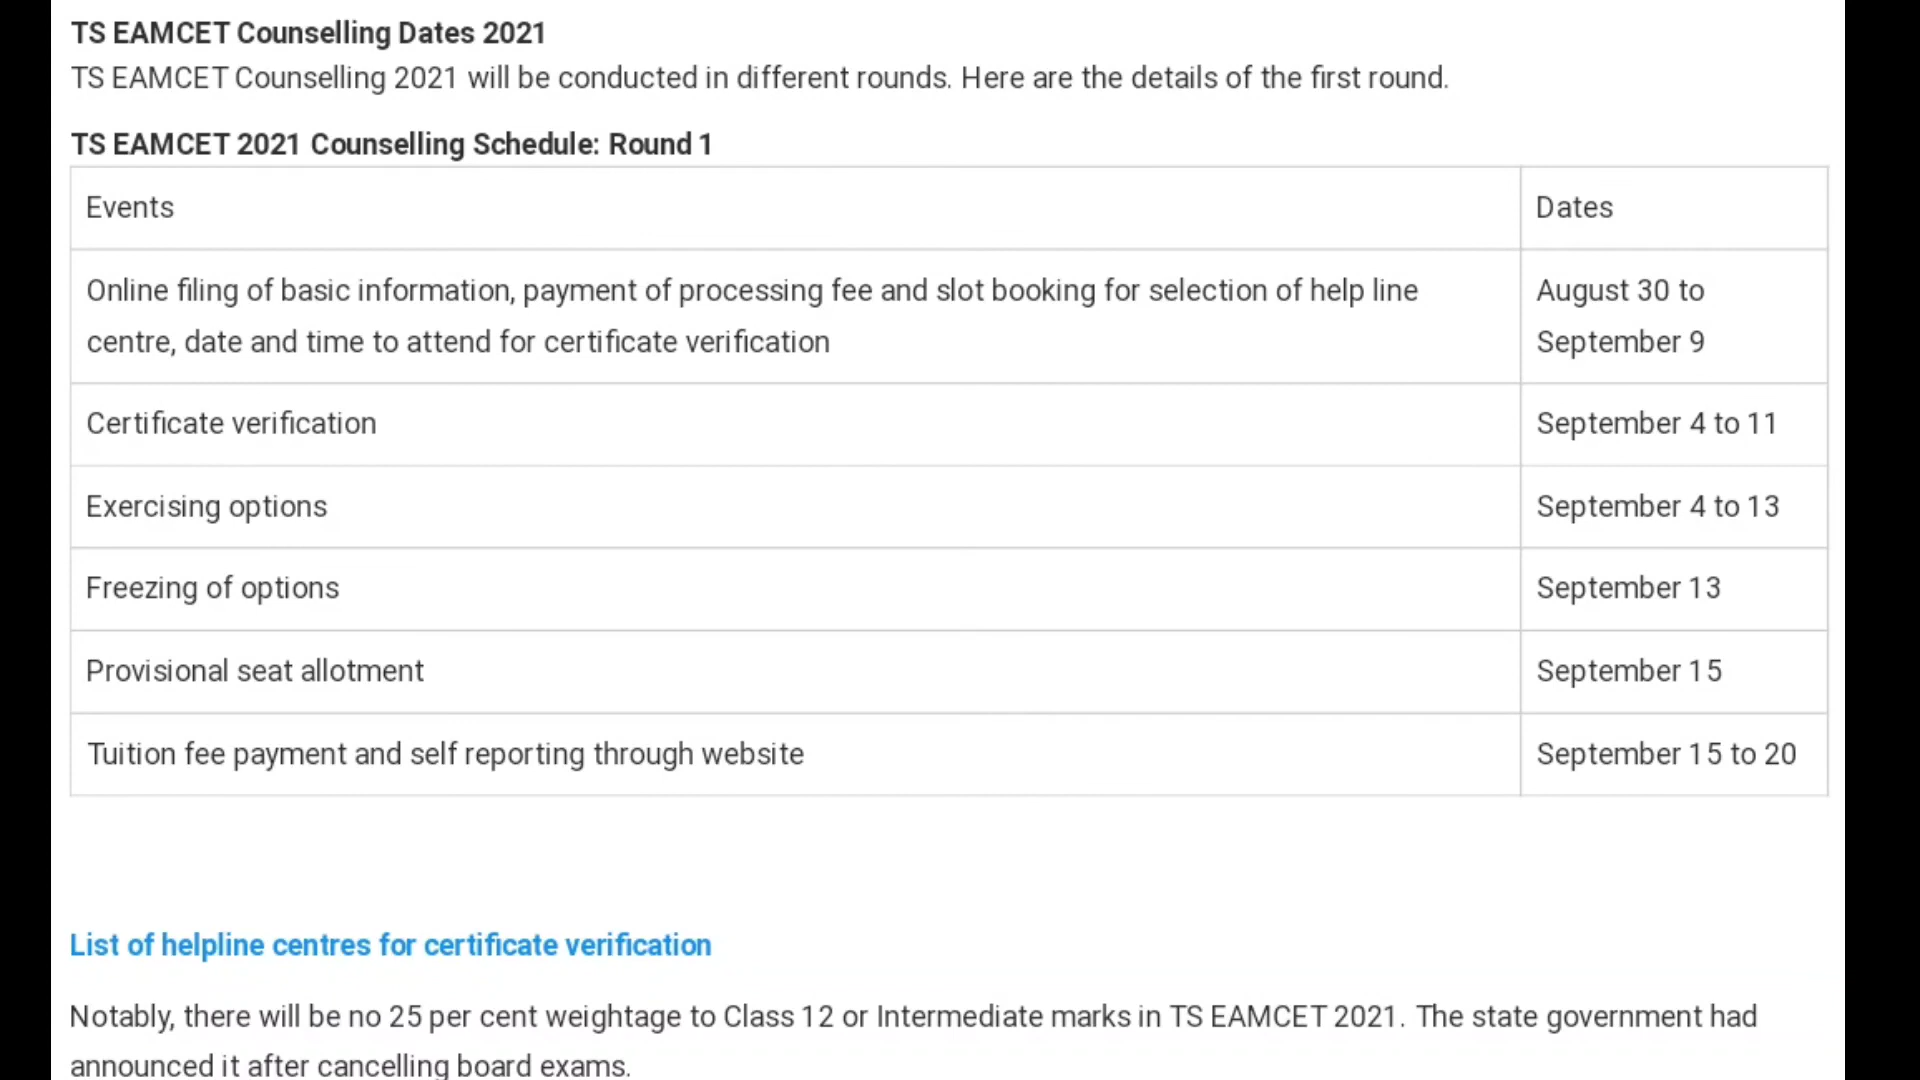 TS EAMCET Counselling Dates 2021
TS EAMCET Counselling 2021 will be conducted in different rounds. Here are the details of the first round.
TS EAMCET 2021 Counselling Schedule: Round 1
Events
Dates
Online filing of basic information, payment of processing fee and slot booking for selection of help line
centre, date and time to attend for certificate verification
August 30 to
September 9
Certificate verification
September 4 to 11
Exercising options
September 4 to 13
Freezing of options
September 13
Provisional seat allotment
September 15
Tuition fee payment and self reporting through website
September 15 to 20
List of helpline centres for certificate verification
Notably, there will be no 25 per cent weightage to Class 12 or Intermediate marks in TS EAMCET 2021. The state government had
announced it after cancelling board exams.